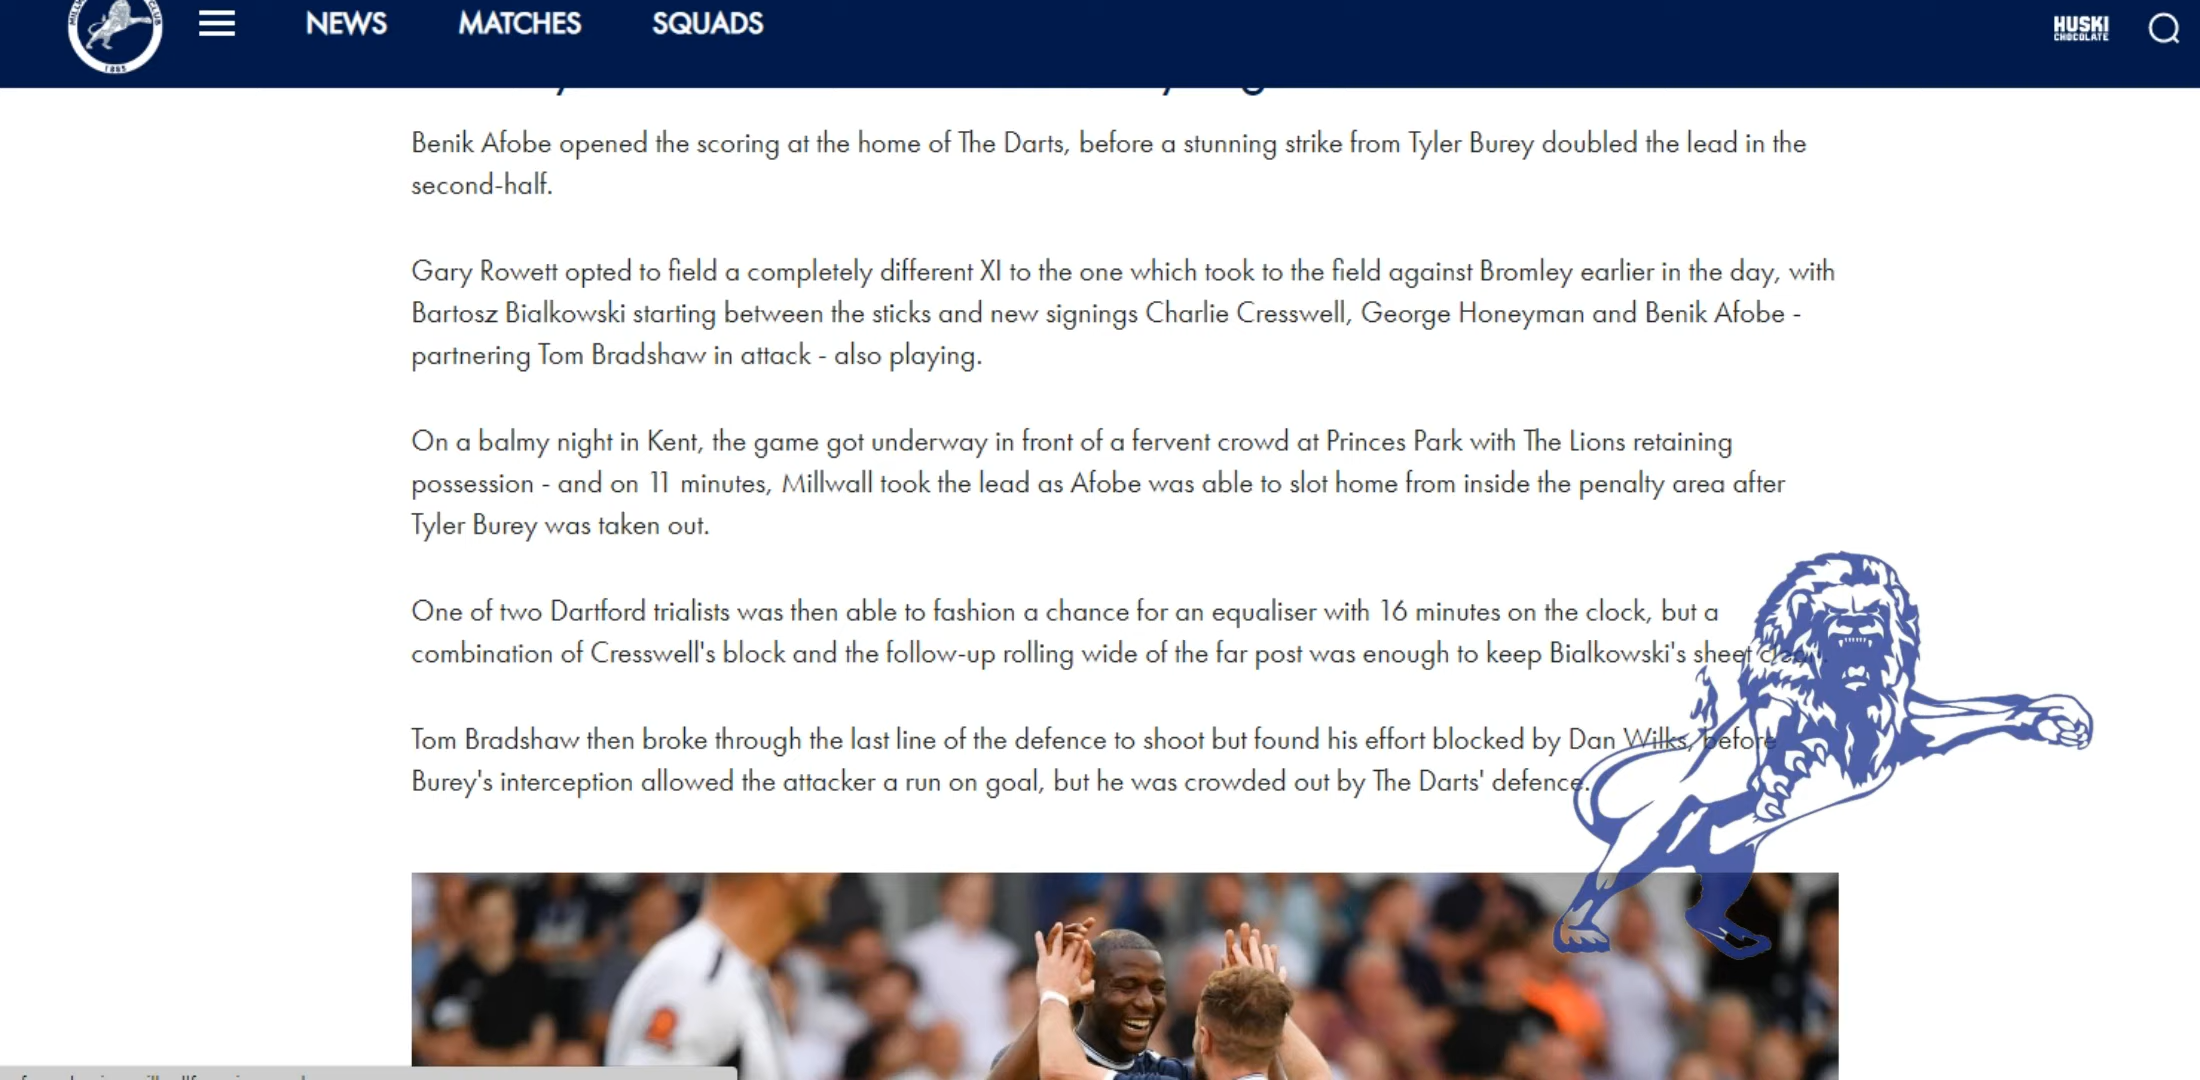 NEWS MATCHES SQUADS
HUSKI
CHOCOLATE
1885
Benik Afobe opened the scoring at the home of The Darts, before a stunning strike from Tyler Burey doubled the lead in the
second-half.
Gary Rowett opted to field a completely different XI to the one which took to the field against Bromley earlier in the day, with
Bartosz Bialkowski starting between the sticks and new signings Charlie Cresswell, George Honeyman and Benik Afobe -
partnering Tom Bradshaw in attack - also playing.
On a balmy night in Kent, the game got underway in front of a fervent crowd at Princes Park with The Lions retaining
possession - and on 11 minutes, Millwall took the lead as Afobe was able to slot home from inside the penalty area after
Tyler Burey was taken out.
One of two Dartford trialists was then able to fashion a chance for an equaliser with 16 minutes on the clock, but a
combination of Cresswell's block and the follow-up rolling wide of the far post was enough to keep Bialkowski's sheet clean.
Tom Bradshaw then broke through the last line of the defence to shoot but found his effort blocked by Dan Wilks, before
Burey's interception allowed the attacker a run on goal, but he was crowded out by The Darts' defence.